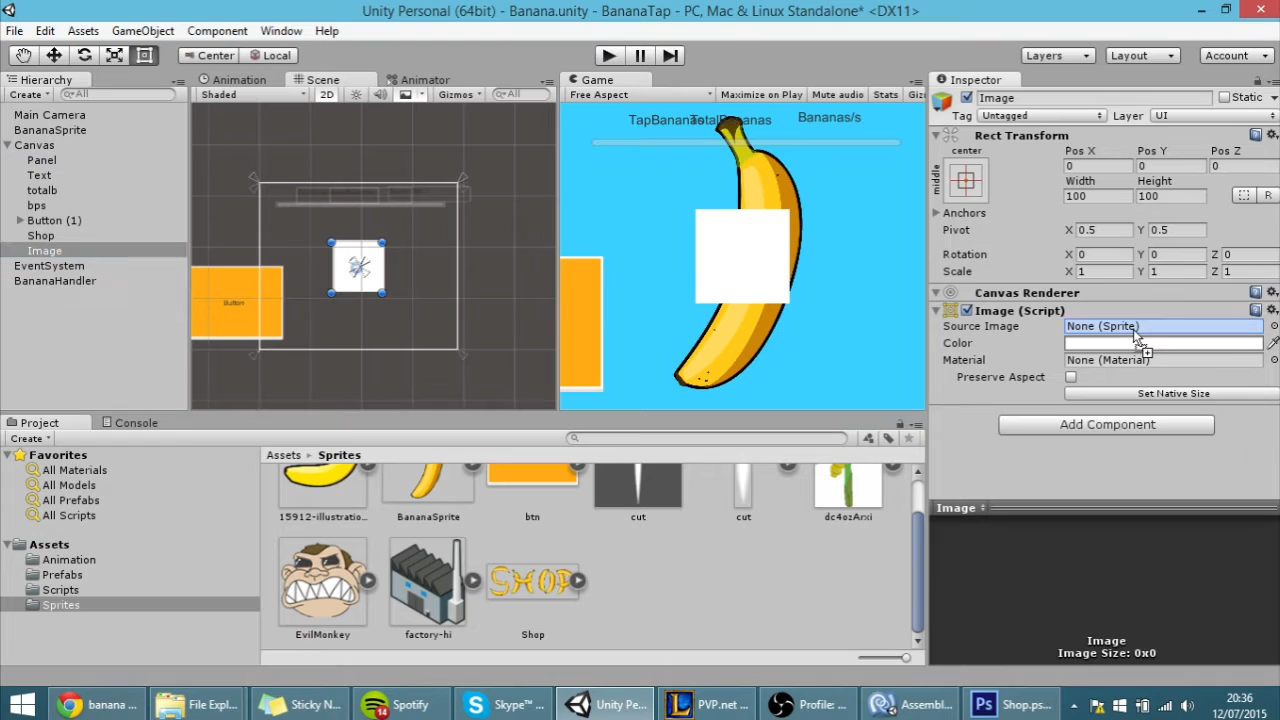 Unity Personal (64bit) - Banana.unity - BananaTap - PC, Mac & Linux Standalone* <DX11>
File Edit Assets GameObject Component Window Help
Center Local Layers Layout Account
Hierarchy Animation Scene Animator Game Inspector
Create All Shaded 2D Gizmos All Free Aspect Maximize on Play Mute audio Stats Giz
Image Static
Tag Untagged Layer UI
Main Camera
BananaSprite
Canvas
Panel
Text
totalb
bps
Button (1)
Shop
Image
EventSystem
BananaHandler
Button
TapBananas TotalBananas Bananas/s
Rect Transform
center Pos X Pos Y Pos Z
middle 0 0 0
Width Height
100 100 R
Anchors
Pivot X 0.5 Y 0.5
Rotation X 0 Y 0 Z 0
Scale X 1 Y 1 Z 1
Canvas Renderer
Image (Script)
Source Image None (Sprite)
Color
Material None (Material)
Preserve Aspect
Set Native Size
Add Component
Image
Image
Image Size: 0x0
Project Console
Create
Favorites
All Materials
All Models
All Prefabs
All Scripts
Assets
Animation
Prefabs
Scripts
Sprites
Assets Sprites
15912-illustratio... BananaSprite btn cut cut dc4ozArxi
SHOP
EvilMonkey factory-hi Shop
banana ... File Expl... Sticky N... 14 Spotify Skype™ ... Unity Pe... PVP.net ... Profile: ... Assembl... Ps Shop.ps...
20:36
12/07/2015